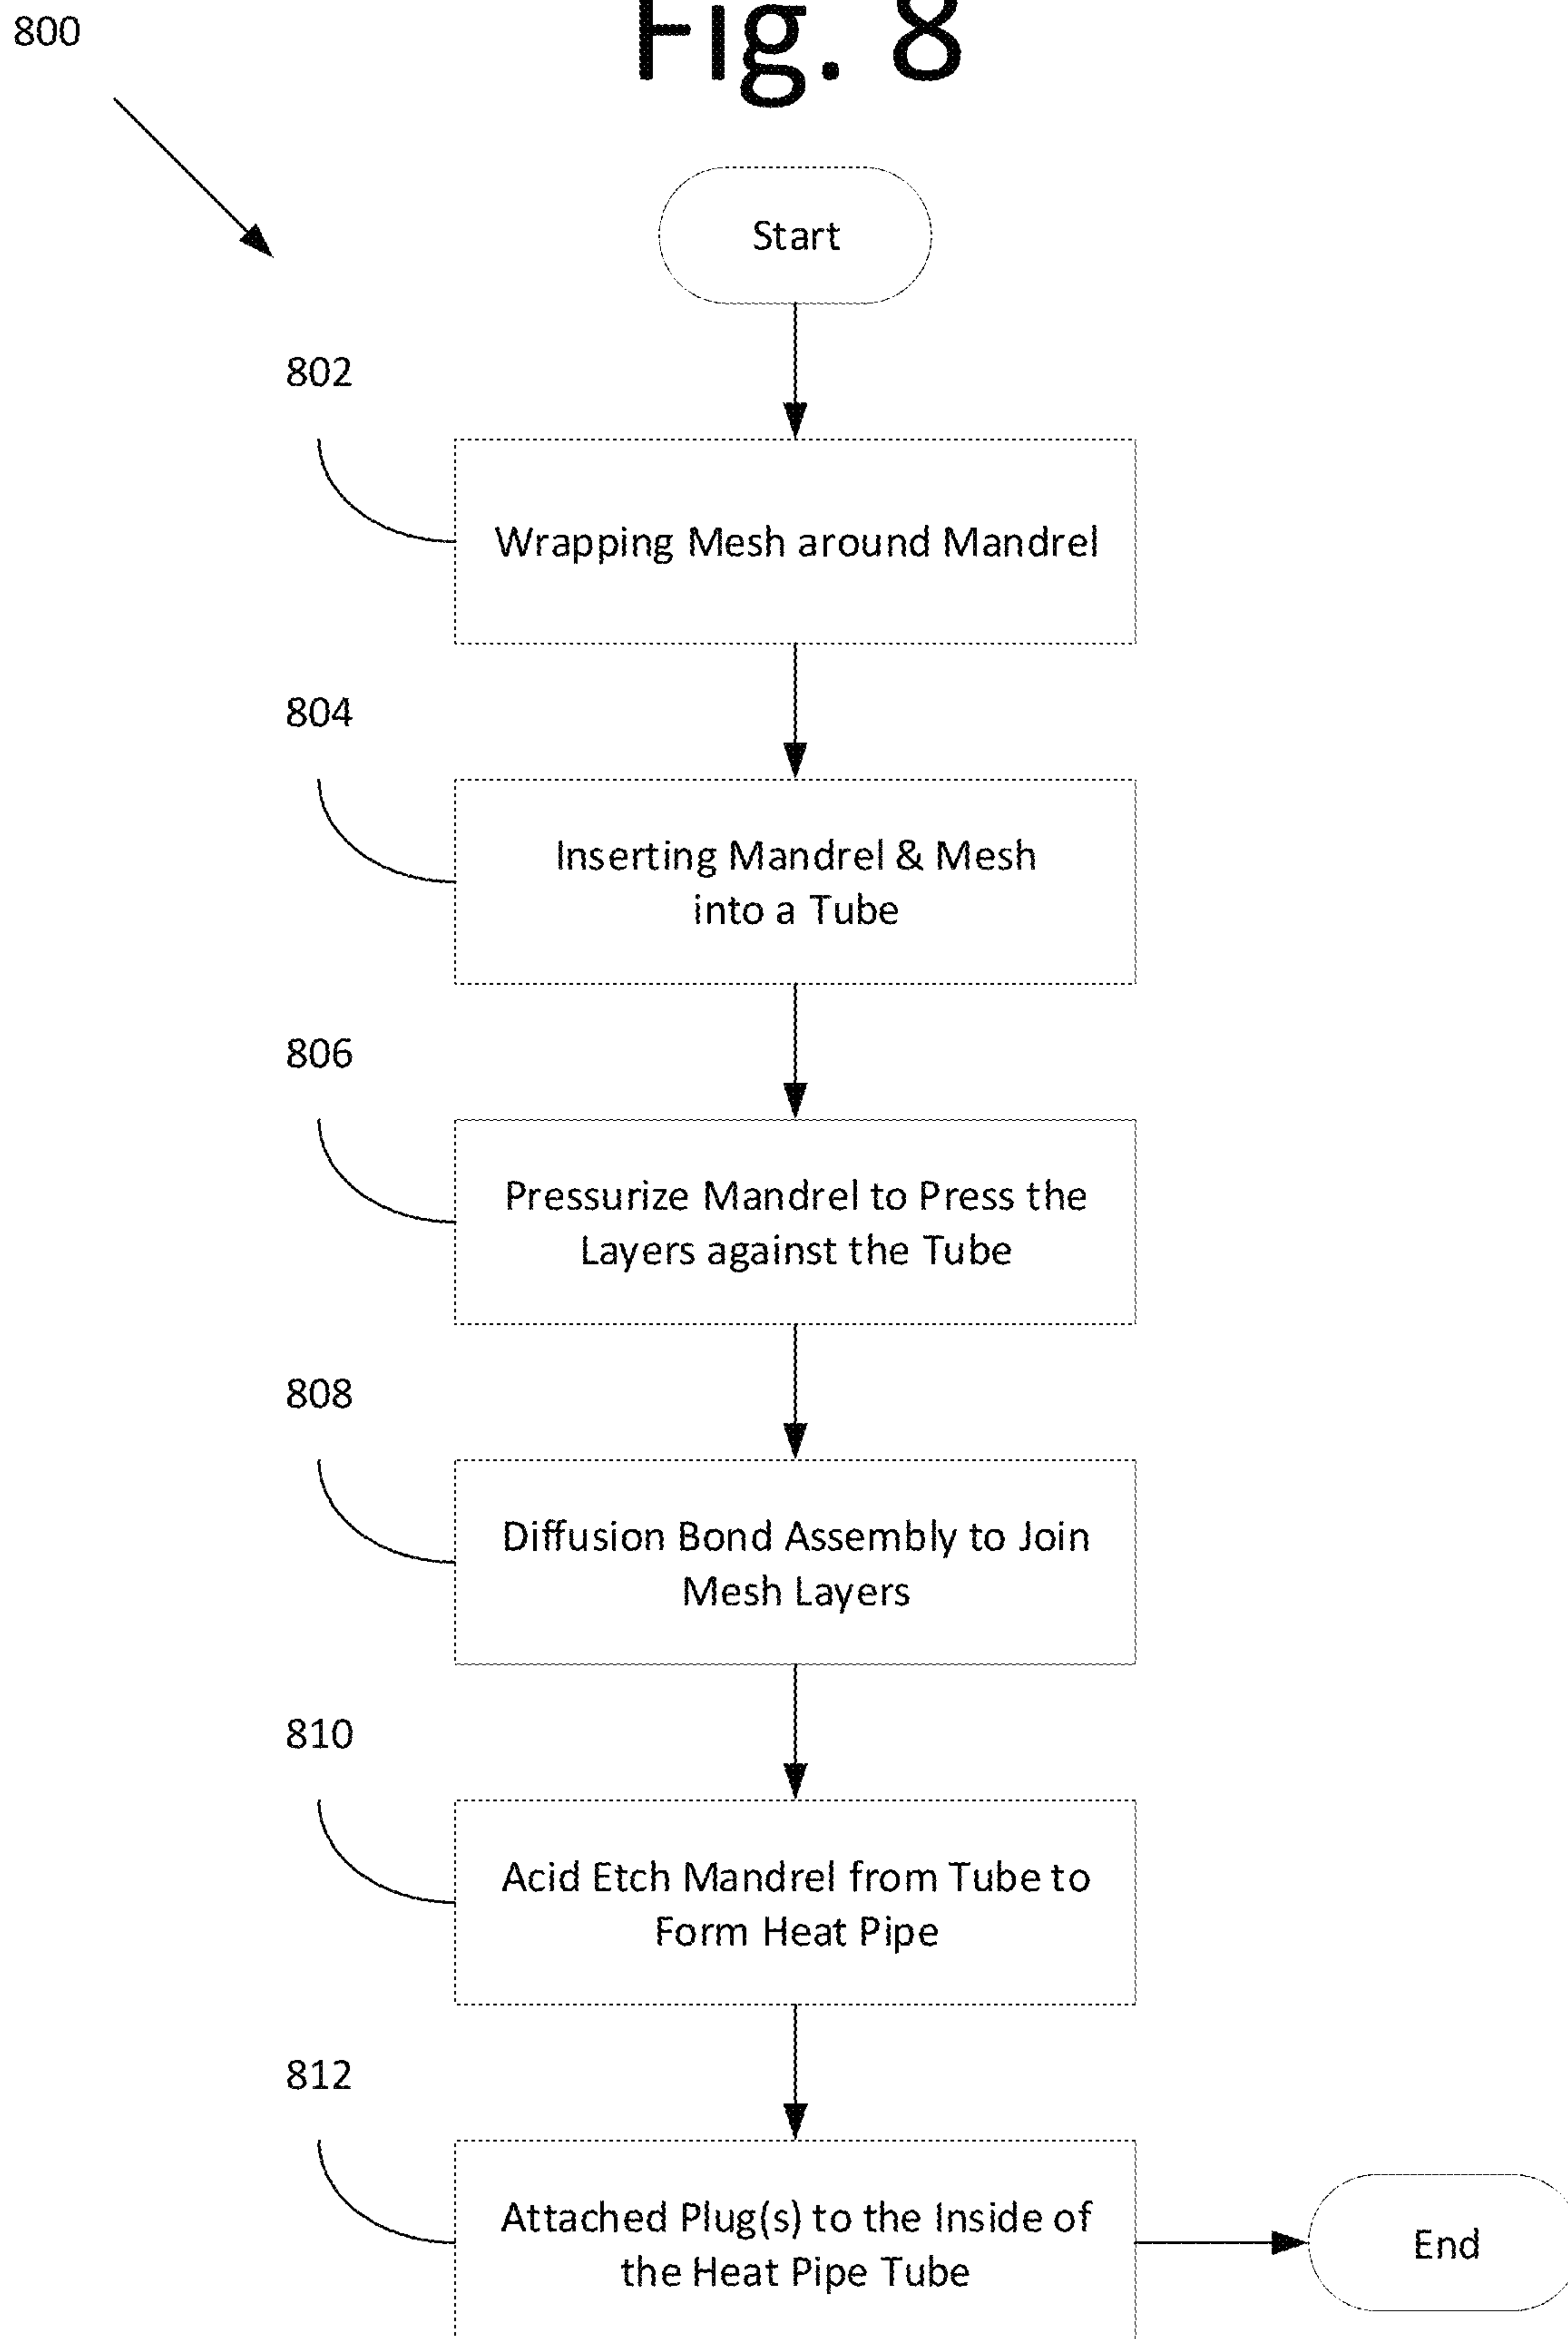 800
Fig. 8
Start
802
Wrapping Mesh around Mandrel
804
Inserting Mandrel & Mesh
into a Tube
806
Pressurize Mandrel to Press the
Layers against the Tube
808
Diffusion Bond Assembly to Join
Mesh Layers
810
Acid Etch Mandrel from Tube to
Form Heat Pipe
812
Attached Plug(s) to the Inside of
the Heat Pipe Tube
End